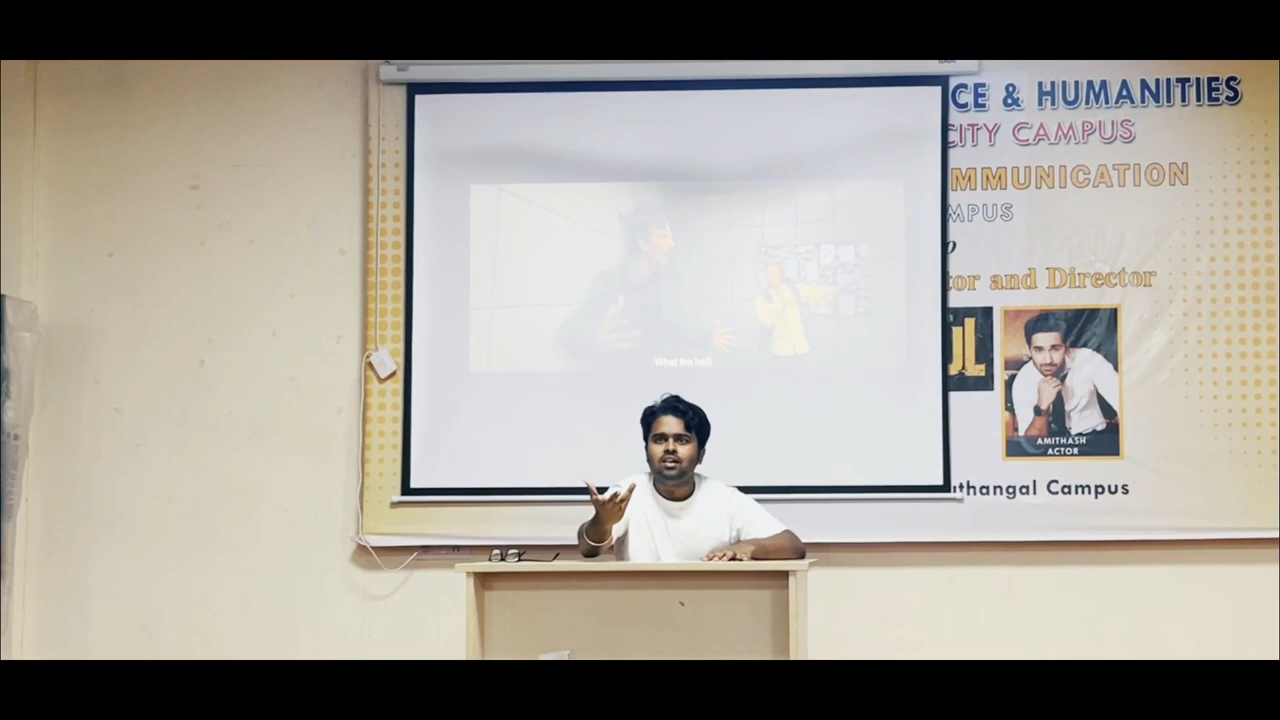 CE & HUMANITIES
CITY CAMPUS
MMUNICATION
MPUS
tor and Director
What the hell
AMITHASH
ACTOR
uthangal Campus